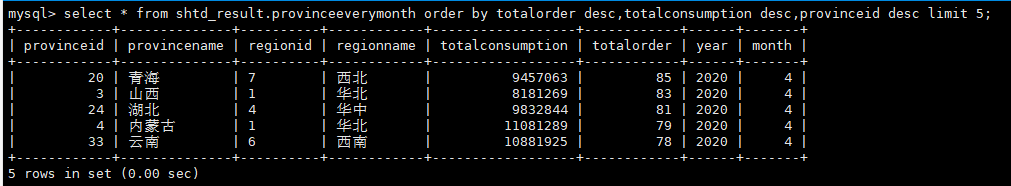 mysql> select * from shtd_result.provinceeverymonth order by totalorder desc,totalconsumption desc,provinceid desc limit 5;
+------------+--------------+----------+------------+------------------+------------+------+-------+
| provinceid | provincename | regionid | regionname | totalconsumption | totalorder | year | month |
+------------+--------------+----------+------------+------------------+------------+------+-------+
|         20 | 青海         | 7        | 西北       |          9457063 |         85 | 2020 |     4 |
|          3 | 山西         | 1        | 华北       |          8181269 |         83 | 2020 |     4 |
|         24 | 湖北         | 4        | 华中       |          9832844 |         81 | 2020 |     4 |
|          4 | 内蒙古       | 1        | 华北       |         11081289 |         79 | 2020 |     4 |
|         33 | 云南         | 6        | 西南       |         10881925 |         78 | 2020 |     4 |
+------------+--------------+----------+------------+------------------+------------+------+-------+
5 rows in set (0.00 sec)